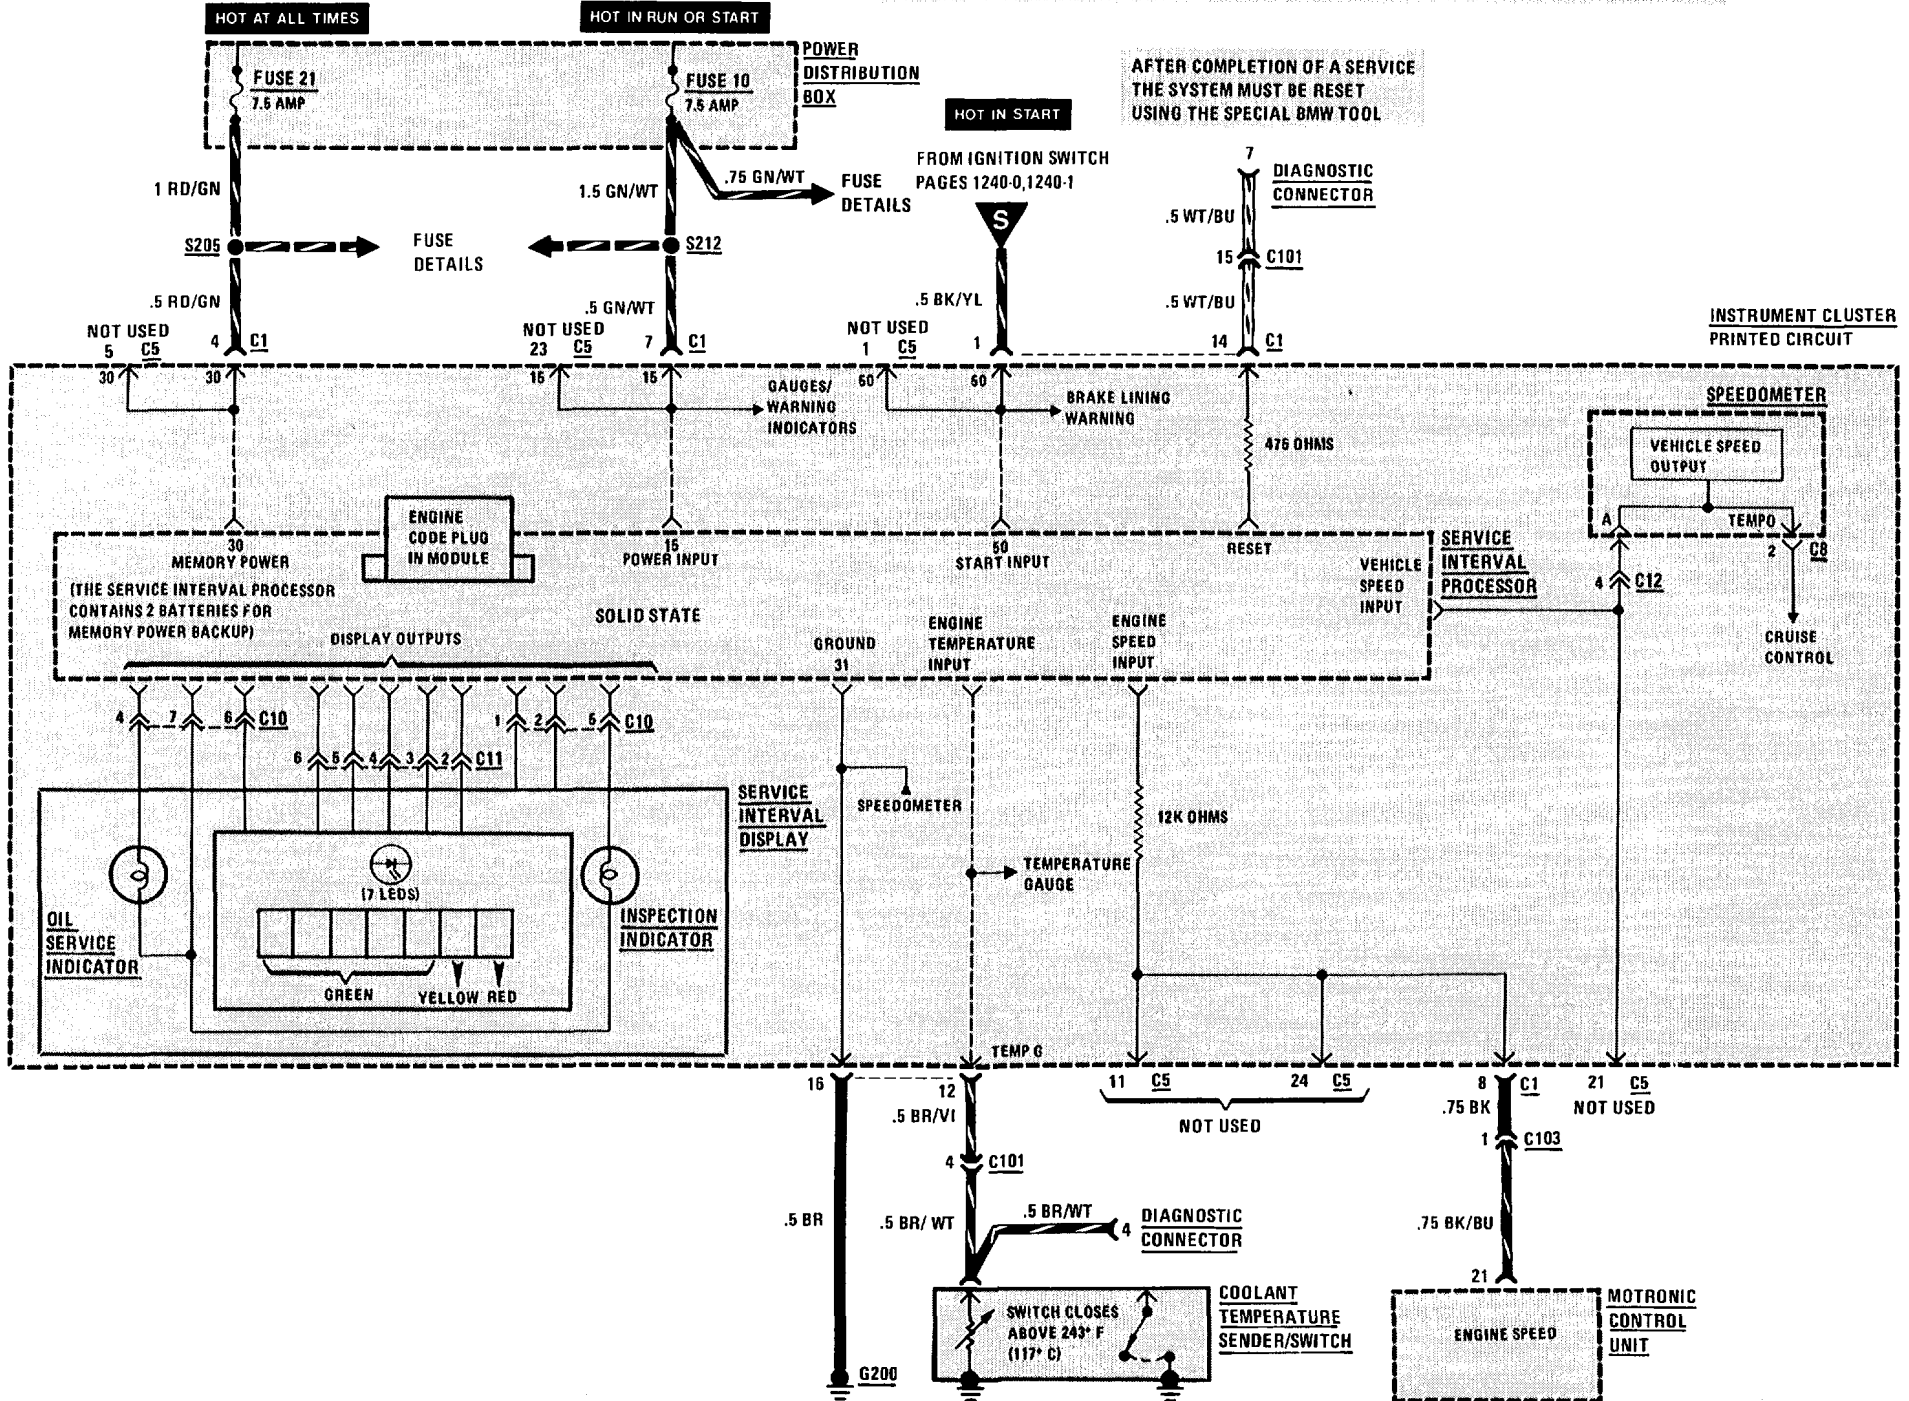 HOT AT ALL TIMES
HOT IN RUN OR START
POWER
DISTRIBUTION
BOX
FUSE 21
7.5 AMP
FUSE 10
7.5 AMP
AFTER COMPLETION OF A SERVICE
THE SYSTEM MUST BE RESET
USING THE SPECIAL BMW TOOL
HOT IN START
FROM IGNITION SWITCH
PAGES 1240-0,1240-1
S
7
DIAGNOSTIC
CONNECTOR
1 RD/GN
1.5 GN/WT
.75 GN/WT
FUSE
DETAILS
.5 WT/BU
S205
FUSE
DETAILS
S212
15 C101
.5 RD/GN
.5 GN/WT
.5 BK/YL
.5 WT/BU
NOT USED
5 C5
4 C1
NOT USED
23 C5
7 C1
NOT USED
1 C5
1
14 C1
INSTRUMENT CLUSTER
PRINTED CIRCUIT
30
30
15
15
60
60
GAUGES/
WARNING
INDICATORS
BRAKE LINING
WARNING
475 OHMS
SPEEDOMETER
VEHICLE SPEED
OUTPUT
A
TEMPO
2 C8
4 C12
CRUISE
CONTROL
ENGINE
CODE PLUG
IN MODULE
30
MEMORY POWER
15
POWER INPUT
50
START INPUT
RESET
VEHICLE
SPEED
INPUT
SERVICE
INTERVAL
PROCESSOR
(THE SERVICE INTERVAL PROCESSOR
CONTAINS 2 BATTERIES FOR
MEMORY POWER BACKUP)
SOLID STATE
DISPLAY OUTPUTS
GROUND
31
ENGINE
TEMPERATURE
INPUT
ENGINE
SPEED
INPUT
4 7 6 C10
1 2 5 C10
6 5 4 3 2 C11
SERVICE
INTERVAL
DISPLAY
SPEEDOMETER
12K OHMS
TEMPERATURE
GAUGE
(7 LEDS)
OIL
SERVICE
INDICATOR
INSPECTION
INDICATOR
GREEN
YELLOW RED
TEMP G
16
12
11 C5
24 C5
NOT USED
8 C1
21 C5
NOT USED
.5 BR/VI
.75 BK
1 C103
4 C101
.5 BR
.5 BR/WT
.5 BR/WT
4
DIAGNOSTIC
CONNECTOR
.75 BK/BU
21
G200
SWITCH CLOSES
ABOVE 243° F
(117° C)
COOLANT
TEMPERATURE
SENDER/SWITCH
ENGINE SPEED
MOTRONIC
CONTROL
UNIT